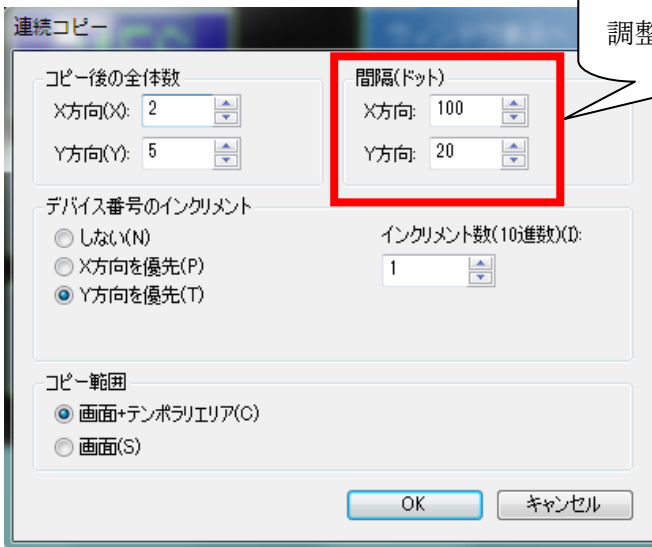 連続コピー
調整
コピー後の全体数
X方向(X): 2
Y方向(Y): 5
間隔(ドット)
X方向: 100
Y方向: 20
デバイス番号のインクリメント
しない(N)
X方向を優先(P)
Y方向を優先(T)
インクリメント数(10進数)(I):
1
コピー範囲
画面+テンポラリエリア(C)
画面(S)
OK キャンセル